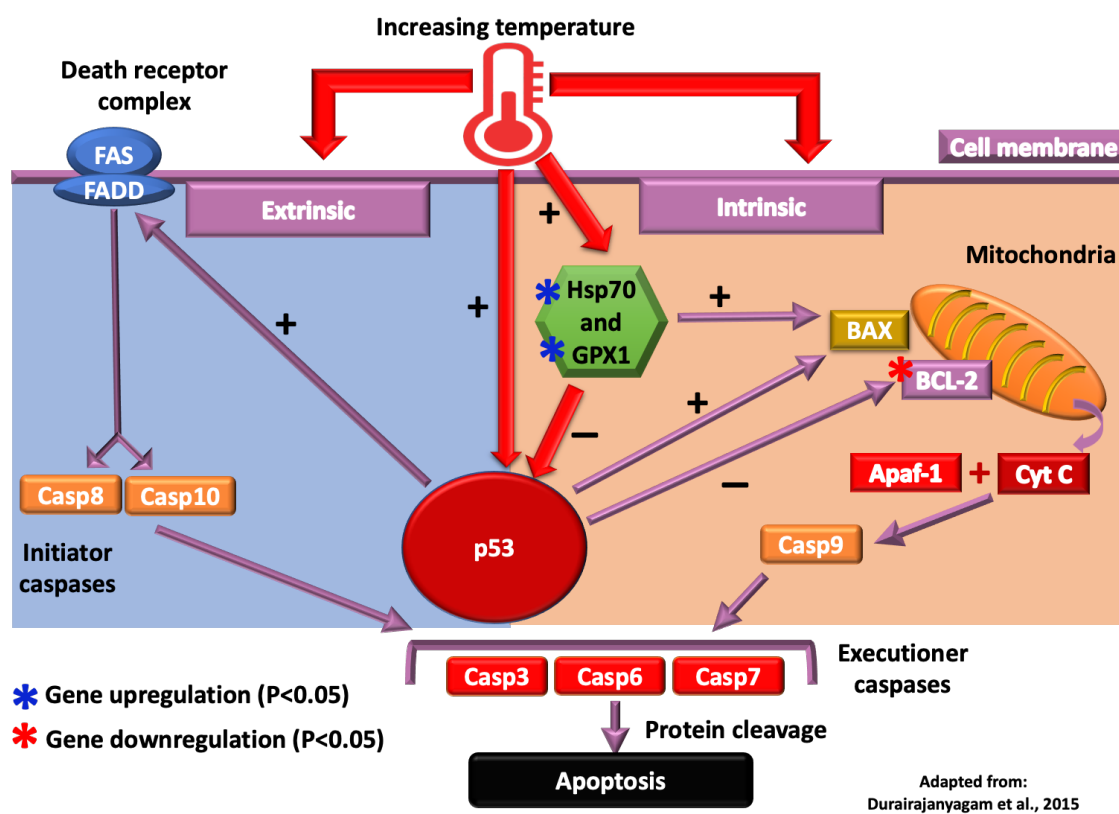 Increasing temperature
Death receptor
complex
FAS
FADD
Cell membrane
Extrinsic
Intrinsic
+
Mitochondria
* Hsp70
and
* GPX1
+
+
+
BAX
* BCL-2
+
−
−
Apaf-1 + Cyt C
Casp8
Casp10
p53
Casp9
Initiator
caspases
Executioner
caspases
Casp3
Casp6
Casp7
* Gene upregulation (P<0.05)
* Gene downregulation (P<0.05)
Protein cleavage
Apoptosis
Adapted from:
Durairajanyagam et al., 2015